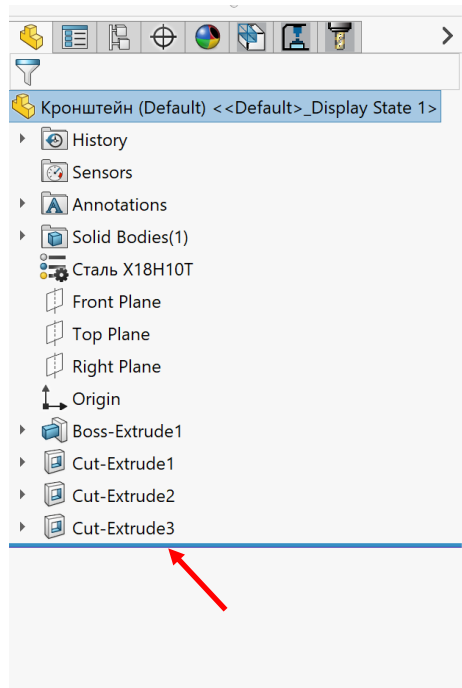 Кронштейн (Default) <<Default>_Display State 1>
History
Sensors
Annotations
Solid Bodies(1)
Сталь Х18Н10Т
Front Plane
Top Plane
Right Plane
Origin
Boss-Extrude1
Cut-Extrude1
Cut-Extrude2
Cut-Extrude3